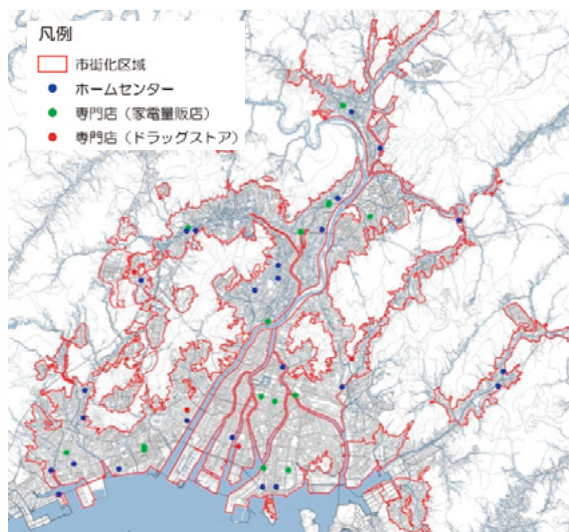 凡例
市街化区域
ホームセンター
専門店（家電量販店）
専門店（ドラッグストア）